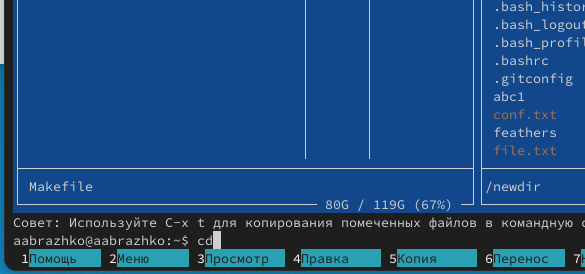 .bash_histor
.bash_logout
.bash_profil
.bashrc
.gitconfig
abc1
conf.txt
feathers
file.txt
Makefile
/newdir
80G / 119G (67%)
Совет: Используйте C-x t для копирования помеченных файлов в командную с
aabrazhko@aabrazhko:~$ cd
1Помощь 2Меню 3Просмотр 4Правка 5Копия 6Перенос 7